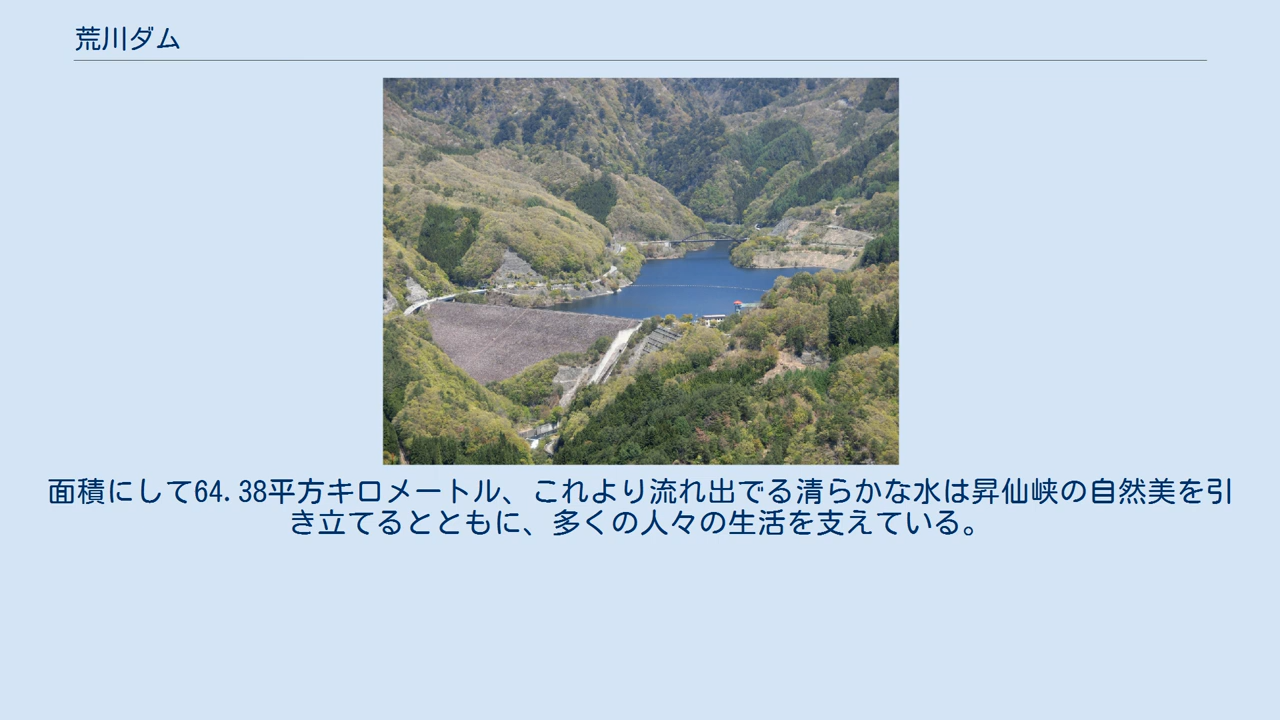 荒川ダム
面積にして64.38平方キロメートル、これより流れ出でる清らかな水は昇仙峡の自然美を引
き立てるとともに、多くの人々の生活を支えている。